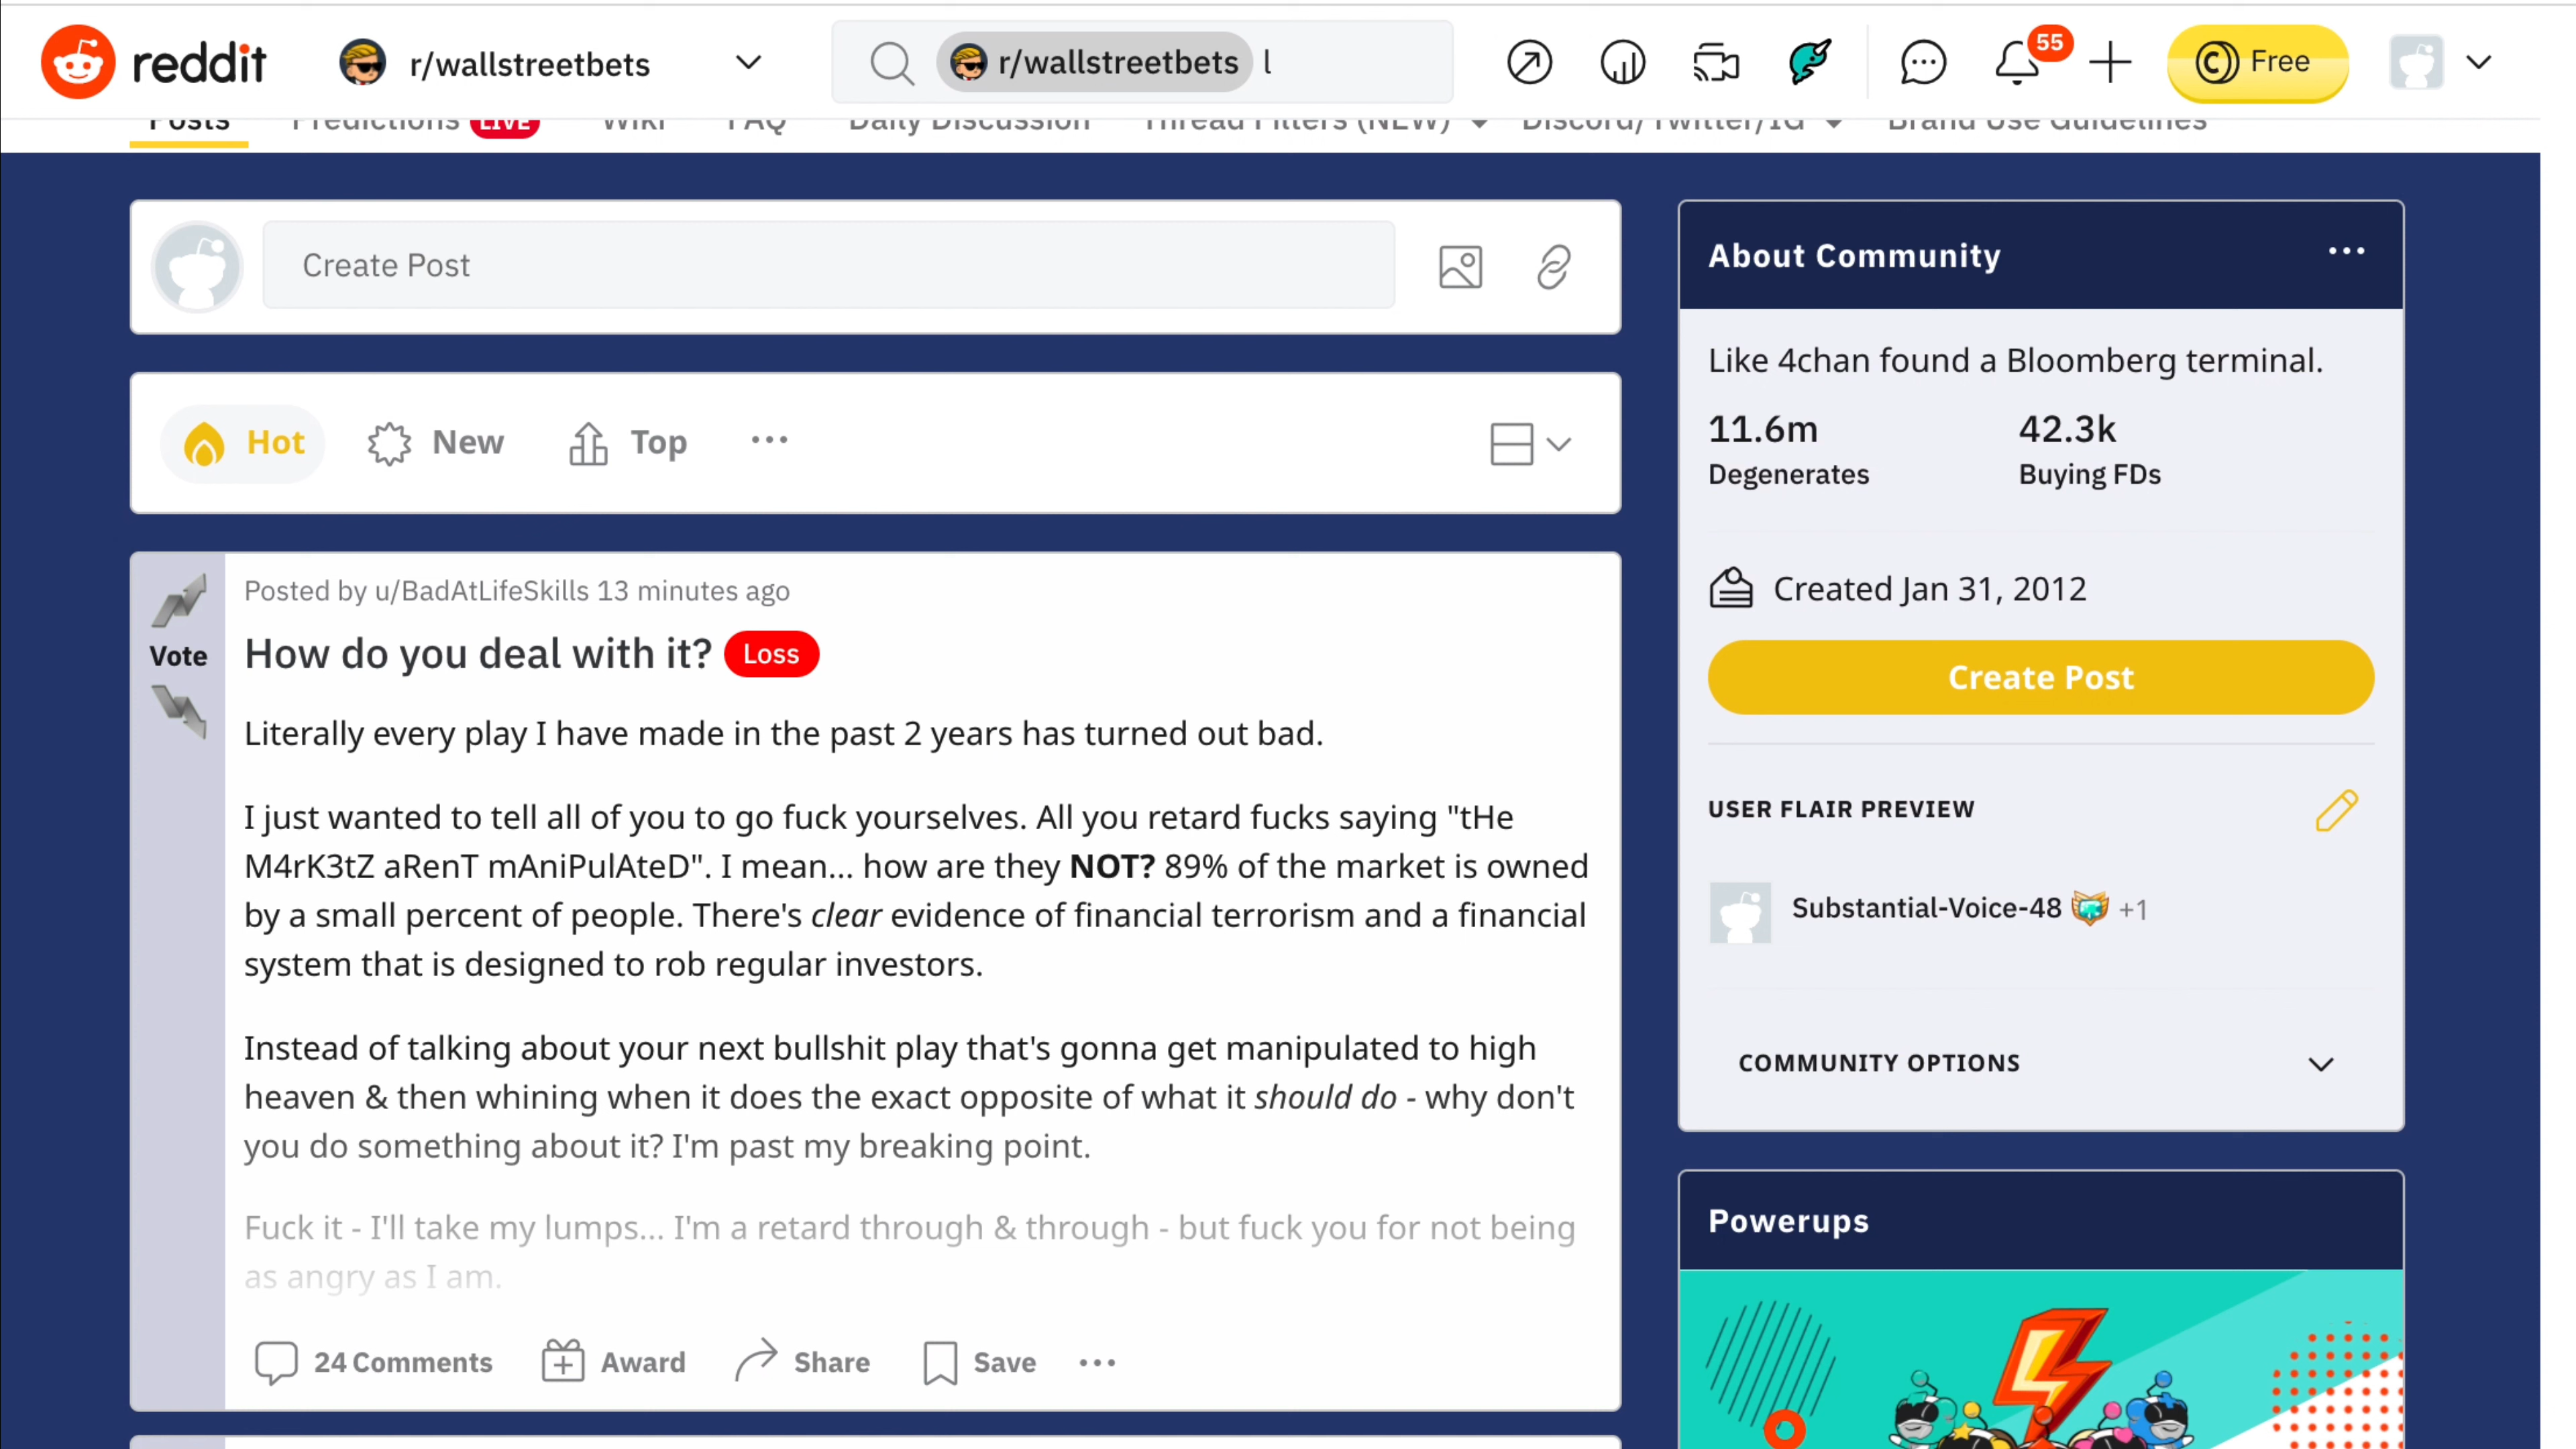 reddit
r/wallstreetbets
r/wallstreetbets l
55
Free
Posts Predictions LIVE Wiki FAQ Daily Discussion Thread Filters (NEW) Discord/Twitter/IG Brand Use Guidelines
Create Post
Hot New Top
Posted by u/BadAtLifeSkills 13 minutes ago
Vote
How do you deal with it? Loss
Literally every play I have made in the past 2 years has turned out bad.
I just wanted to tell all of you to go fuck yourselves. All you retard fucks saying "tHe
M4rK3tZ aRenT mAniPulAteD". I mean... how are they NOT? 89% of the market is owned
by a small percent of people. There's clear evidence of financial terrorism and a financial
system that is designed to rob regular investors.
Instead of talking about your next bullshit play that's gonna get manipulated to high
heaven & then whining when it does the exact opposite of what it should do - why don't
you do something about it? I'm past my breaking point.
Fuck it - I'll take my lumps... I'm a retard through & through - but fuck you for not being
as angry as I am.
24 Comments Award Share Save
About Community
Like 4chan found a Bloomberg terminal.
11.6m 42.3k
Degenerates Buying FDs
Created Jan 31, 2012
Create Post
USER FLAIR PREVIEW
Substantial-Voice-48 +1
COMMUNITY OPTIONS
Powerups